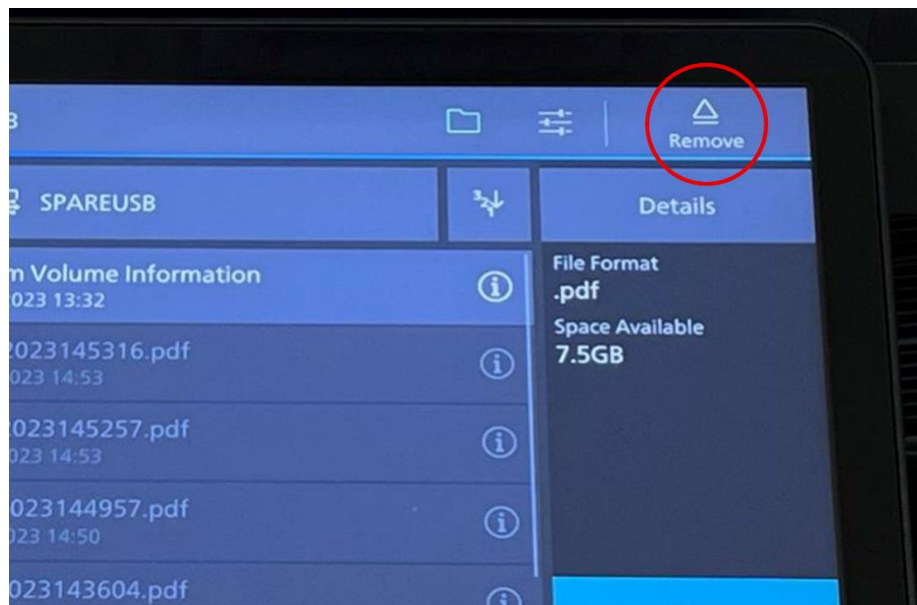 Remove
SPAREUSB
Details
m Volume Information
023 13:32
File Format
.pdf
Space Available
7.5GB
2023145316.pdf
023 14:53
2023145257.pdf
023 14:53
023144957.pdf
023 14:50
023143604.pdf